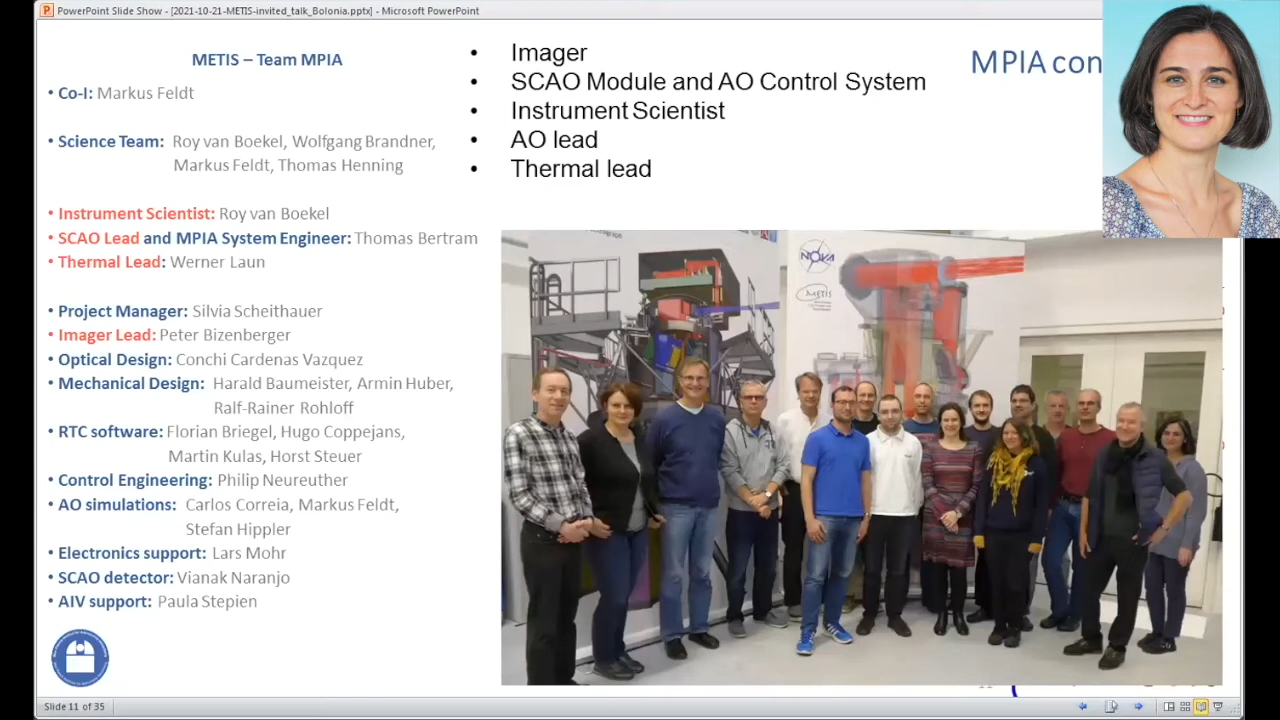 PowerPoint Slide Show - [2021-10-21-METIS-invited_talk_Bolonia.pptx] - Microsoft PowerPoint
METIS – Team MPIA
• Co-I: Markus Feldt
• Science Team: Roy van Boekel, Wolfgang Brandner,
Markus Feldt, Thomas Henning
• Instrument Scientist: Roy van Boekel
• SCAO Lead and MPIA System Engineer: Thomas Bertram
• Thermal Lead: Werner Laun
• Project Manager: Silvia Scheithauer
• Imager Lead: Peter Bizenberger
• Optical Design: Conchi Cardenas Vazquez
• Mechanical Design: Harald Baumeister, Armin Huber,
Ralf-Rainer Rohloff
• RTC software: Florian Briegel, Hugo Coppejans,
Martin Kulas, Horst Steuer
• Control Engineering: Philip Neureuther
• AO simulations: Carlos Correia, Markus Feldt,
Stefan Hippler
• Electronics support: Lars Mohr
• SCAO detector: Vianak Naranjo
• AIV support: Paula Stepien
• Imager
• SCAO Module and AO Control System
• Instrument Scientist
• AO lead
• Thermal lead
MPIA con
NOVA
METIS
Slide 11 of 35